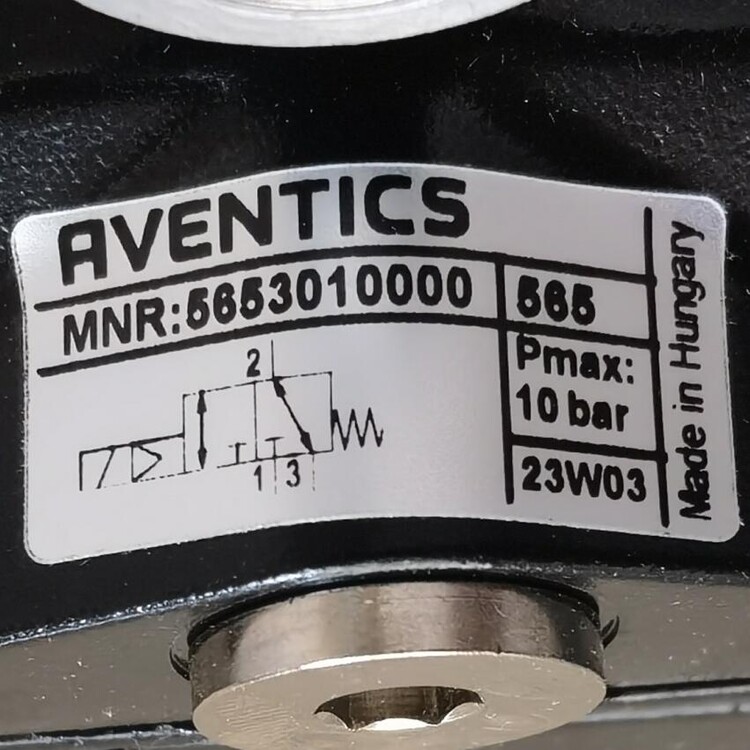 AVENTICS
MNR:5653010000
565
Pmax:
10 bar
23W03
Made in Hungary
2
1 3